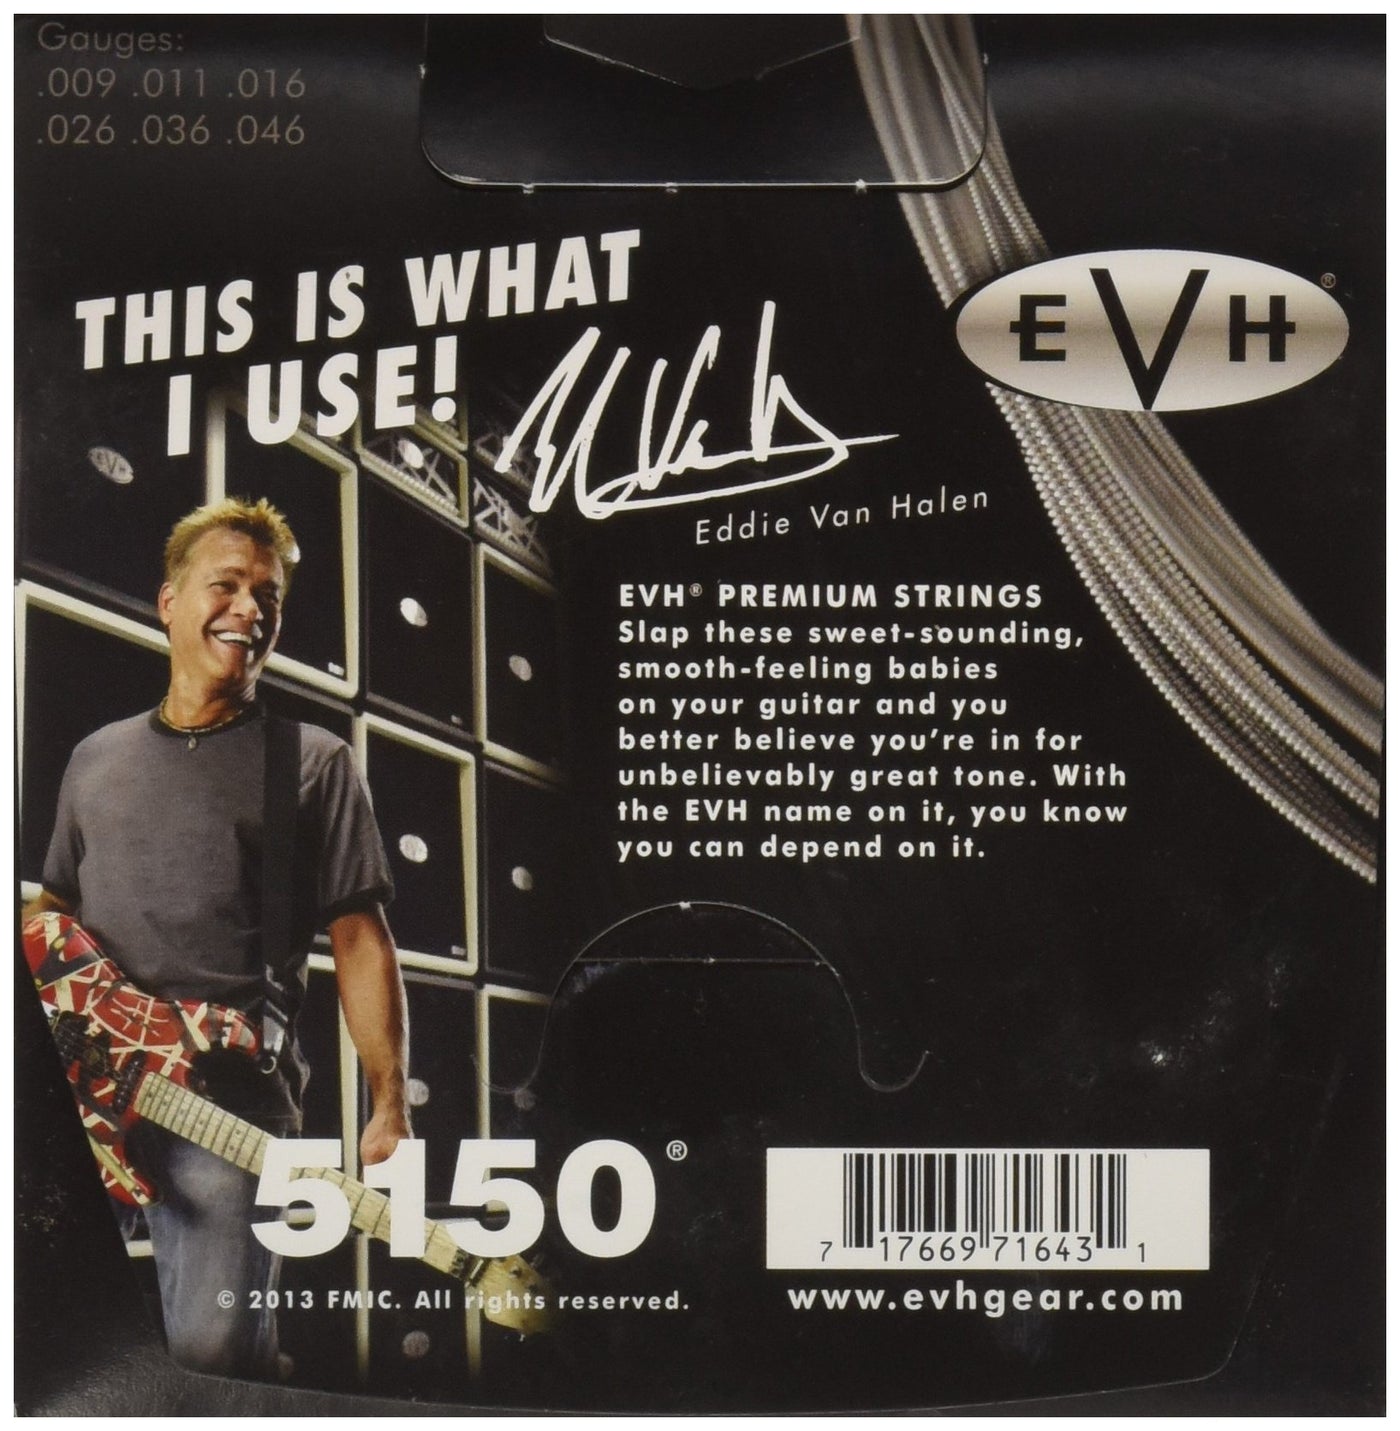 Gauges:
.009 .011 .016
.026 .036 .046
THIS IS WHAT
I USE!
EVH®
Eddie Van Halen
EVH® PREMIUM STRINGS
Slap these sweet-sounding,
smooth-feeling babies
on your guitar and you
better believe you're in for
unbelievably great tone. With
the EVH name on it, you know
you can depend on it.
EVH
5150®
7 17669 71643 1
© 2013 FMIC. All rights reserved.
www.evhgear.com